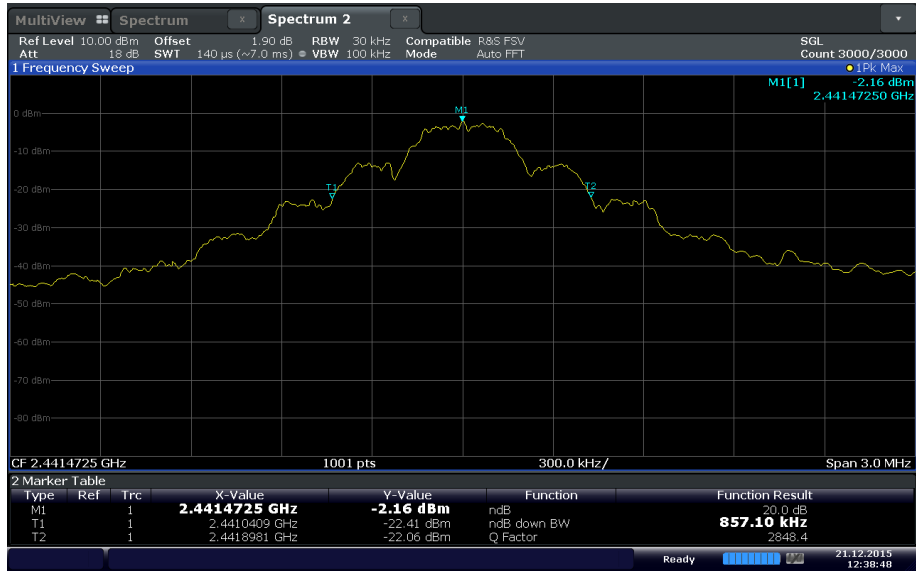 MultiView Spectrum x Spectrum 2 x
Ref Level 10.00 dBm Offset 1.90 dB RBW 30 kHz Compatible R&S FSV SGL
Att 18 dB SWT 140 µs (~7.0 ms) VBW 100 kHz Mode Auto FFT Count 3000/3000
1 Frequency Sweep 1Pk Max
M1[1] -2.16 dBm
2.44147250 GHz
M1
0 dBm
-10 dBm
T1 T2
-20 dBm
-30 dBm
-40 dBm
-50 dBm
-60 dBm
-70 dBm
-80 dBm
CF 2.4414725 GHz 1001 pts 300.0 kHz/ Span 3.0 MHz
2 Marker Table
Type Ref Trc X-Value Y-Value Function Function Result
M1 1 2.4414725 GHz -2.16 dBm ndB 20.0 dB
T1 1 2.4410409 GHz -22.41 dBm ndB down BW 857.10 kHz
T2 1 2.4418981 GHz -22.06 dBm Q Factor 2848.4
Ready 21.12.2015
12:38:48